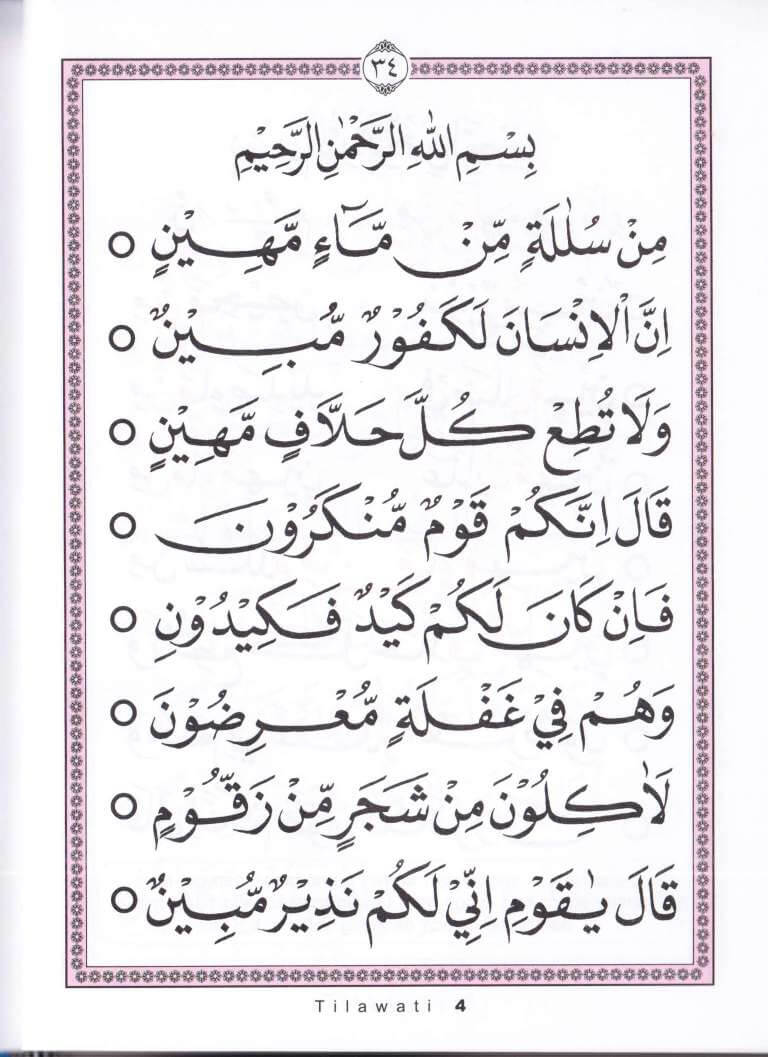 ٣٤
بِسْمِ اللهِ الرَّحْمٰنِ الرَّحِيْمِ
مِنْ سُلٰلَةٍ مِّنْ مَّآءٍ مَّهِيْنٍ ○
اِنَّ الْاِنْسَانَ لَكَفُوْرٌ مُّبِيْنٌ ○
وَلَا تُطِعْ كُلَّ حَلَّافٍ مَّهِيْنٍ ○
قَالَ اِنَّكُمْ قَوْمٌ مُّنْكَرُوْنَ ○
فَاِنْ كَانَ لَكُمْ كَيْدٌ فَكِيْدُوْنِ ○
وَهُمْ فِيْ غَفْلَةٍ مُّعْرِضُوْنَ ○
لَاٰكِلُوْنَ مِنْ شَجَرٍ مِّنْ زَقُّوْمٍ ○
قَالَ يٰقَوْمِ اِنِّيْ لَكُمْ نَذِيْرٌ مُّبِيْنٌ ○
Tilawati 4